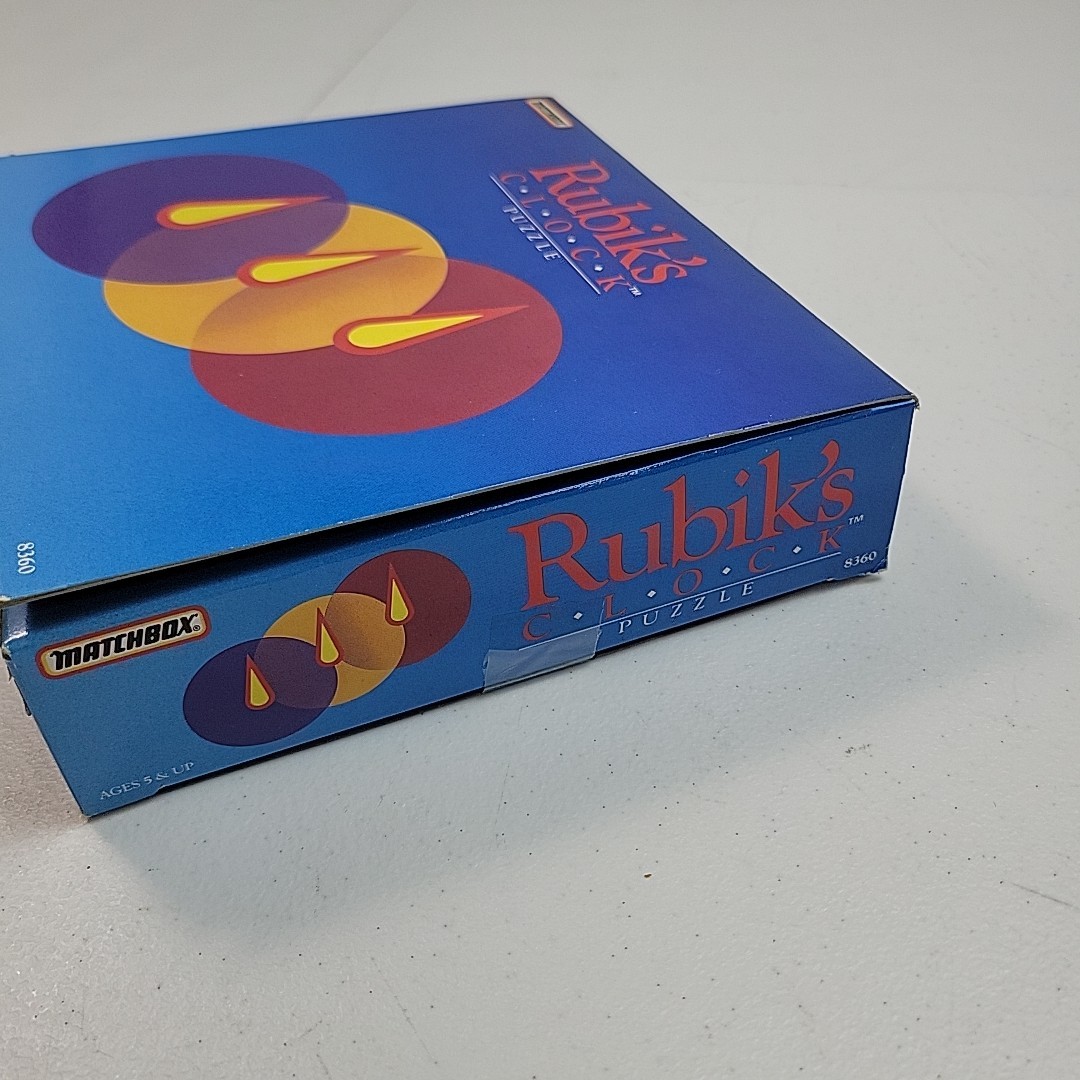 Rubik's
C·L·O·C·K™
PUZZLE
8360
MATCHBOX®
Rubik's
C·L·O·C·K™
PUZZLE
8360
AGES 5 & UP